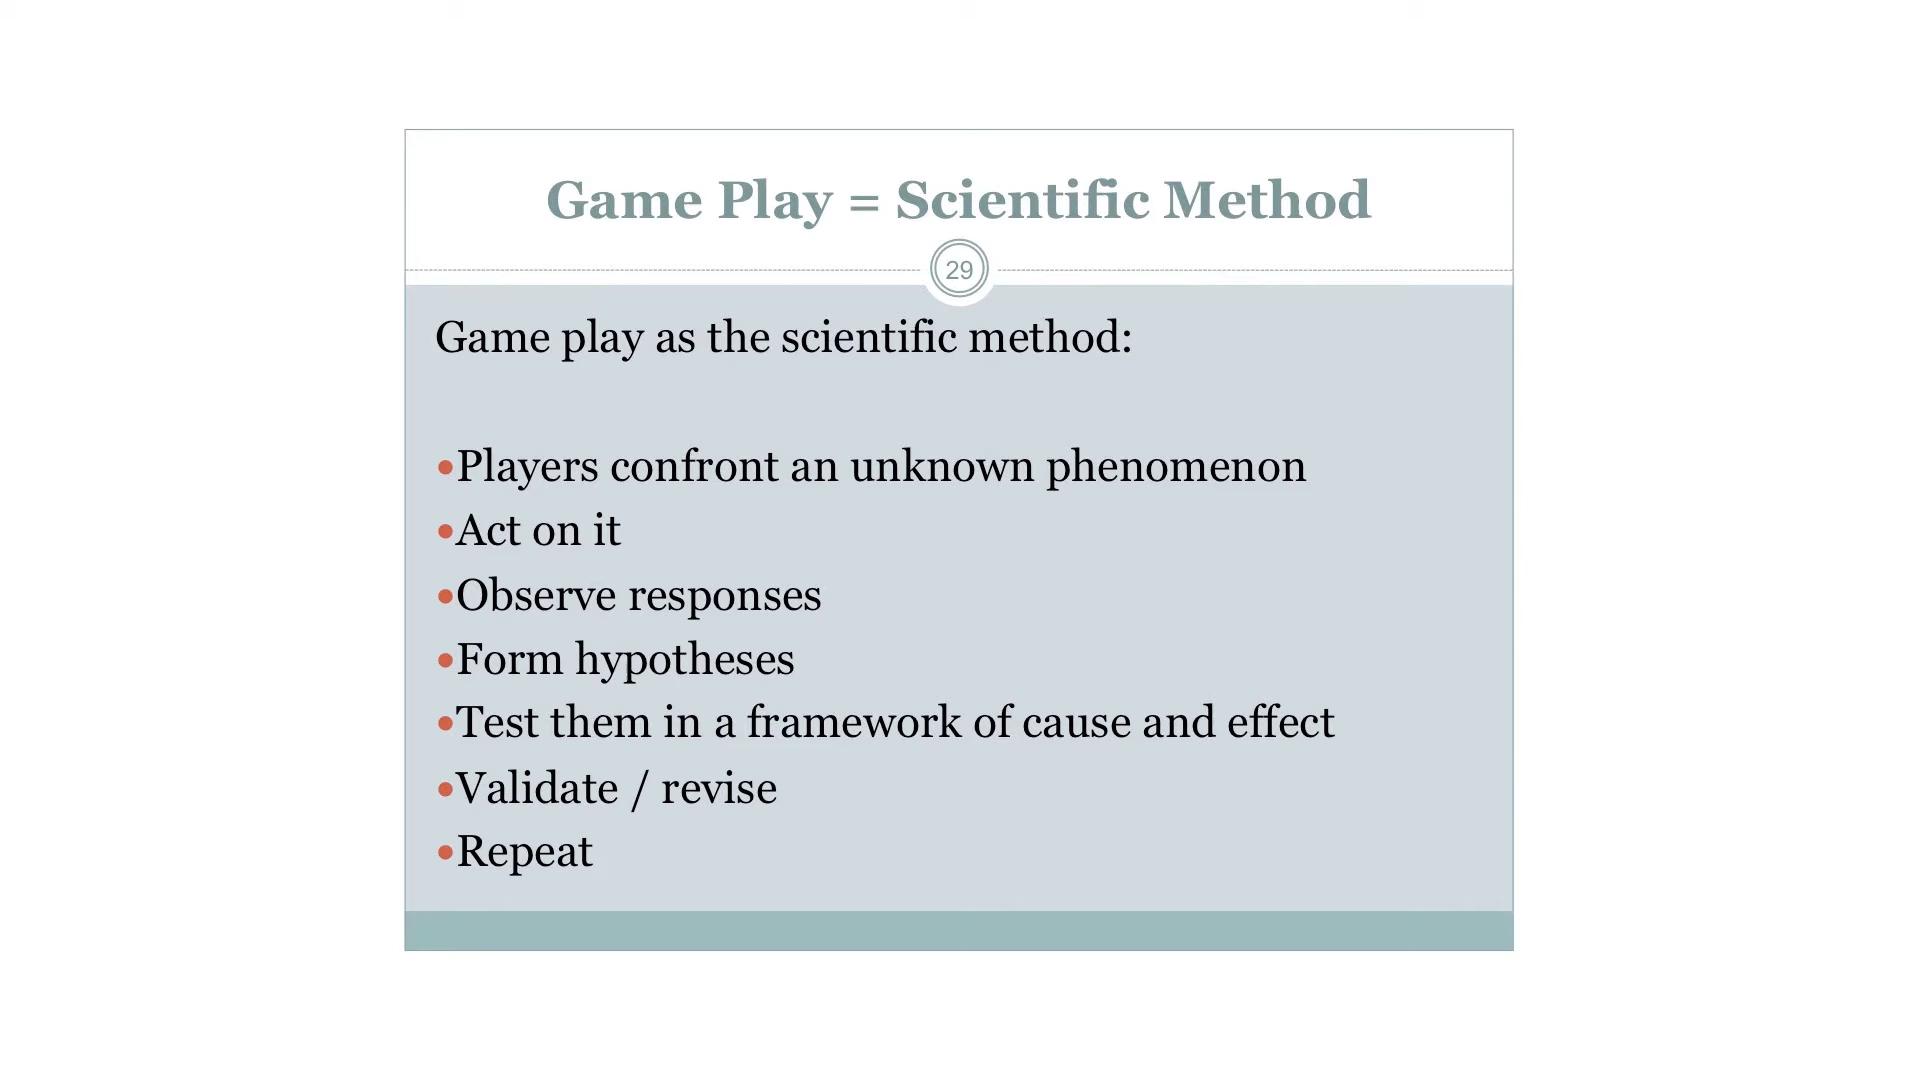 Game Play = Scientific Method
29
Game play as the scientific method:
•Players confront an unknown phenomenon
•Act on it
•Observe responses
•Form hypotheses
•Test them in a framework of cause and effect
•Validate / revise
•Repeat